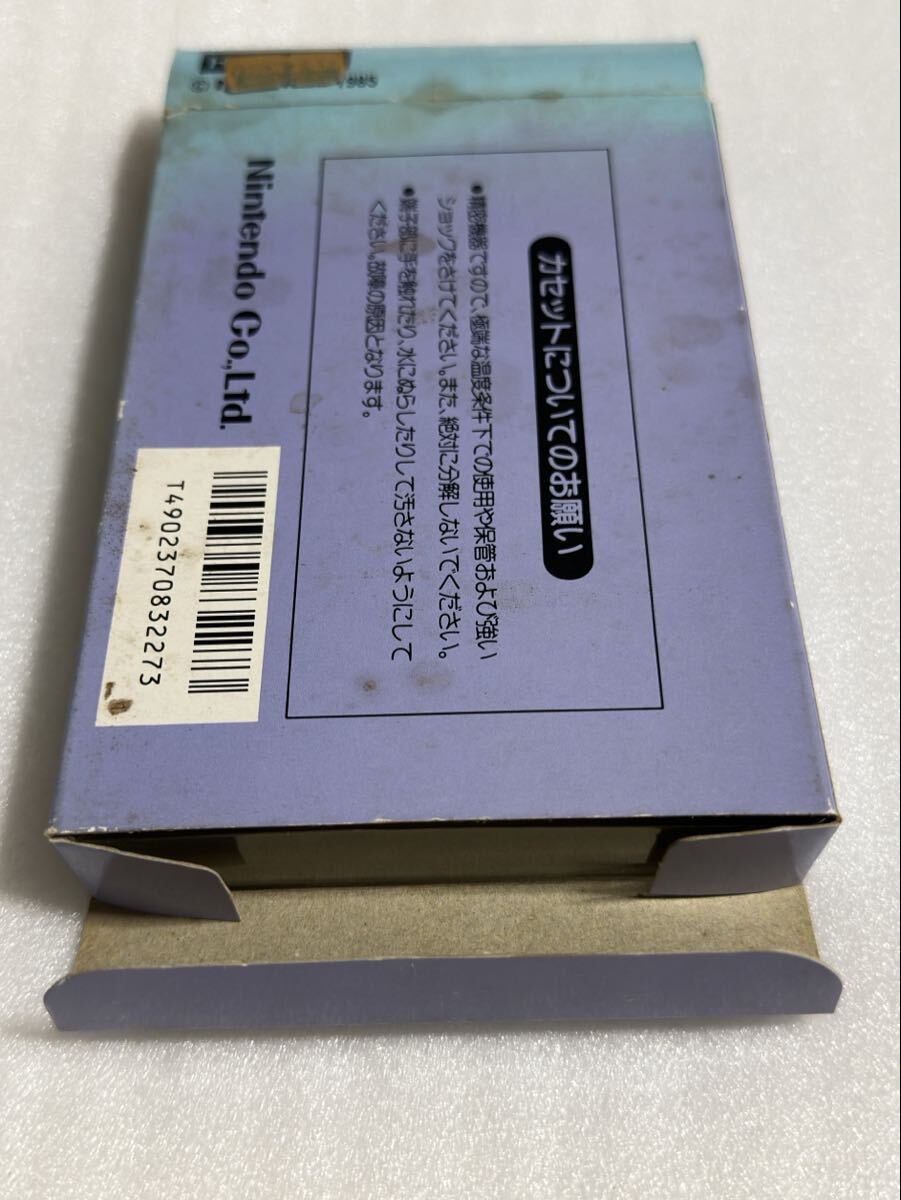 カセットについてのお願い
●精密機器ですので、極端な温度条件下での使用や保管および強い
ショックをさけてください。また、絶対に分解しないでください。
●端子部に手を触れたり、水にぬらしたりして汚さないようにして
ください。故障の原因となります。
Nintendo Co.,Ltd.
T4902370832273
© 1985